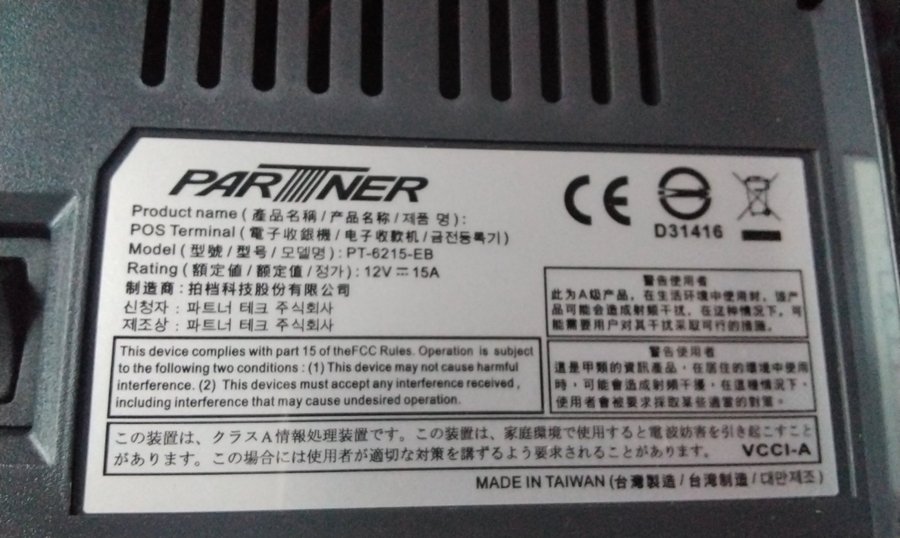 PARTNER
Product name ( 產品名稱 / 产品名称 / 제품 명 ) :
POS Terminal ( 電子收銀機 / 电子收款机 / 금전등록기 )
Model ( 型號 / 型号 / 모델명 ) : PT-6215-EB
Rating ( 額定值 / 额定值 / 정가 ) : 12V ⎓ 15A
制造商 : 拍档科技股份有限公司
신청자 : 파트너 테크 주식회사
제조상 : 파트너 테크 주식회사
CE
D31416
This device complies with part 15 of theFCC Rules. Operation is subject
to the following two conditions : (1) This device may not cause harmful
interference. (2) This devices must accept any interference received ,
including interference that may cause undesired operation.
警告使用者
此为A级产品，在生活环境中使用时，该产
品可能会造成射频干扰，在这种情况下，可
能需要用户对其干扰采取可行的措施。
警告使用者
這是甲類的資訊產品，在居住的環境中使用
時，可能會造成射頻干擾，在這種情況下，
使用者會被要求採取某些適當的對策。
この装置は、クラスA情報処理装置です。この装置は、家庭環境で使用すると電波妨害を引き起こすこと
があります。この場合には使用者が適切な対策を講ずるよう要求されることがあります。 VCCI-A
MADE IN TAIWAN ( 台灣製造 / 台湾制造 / 대만제조 )